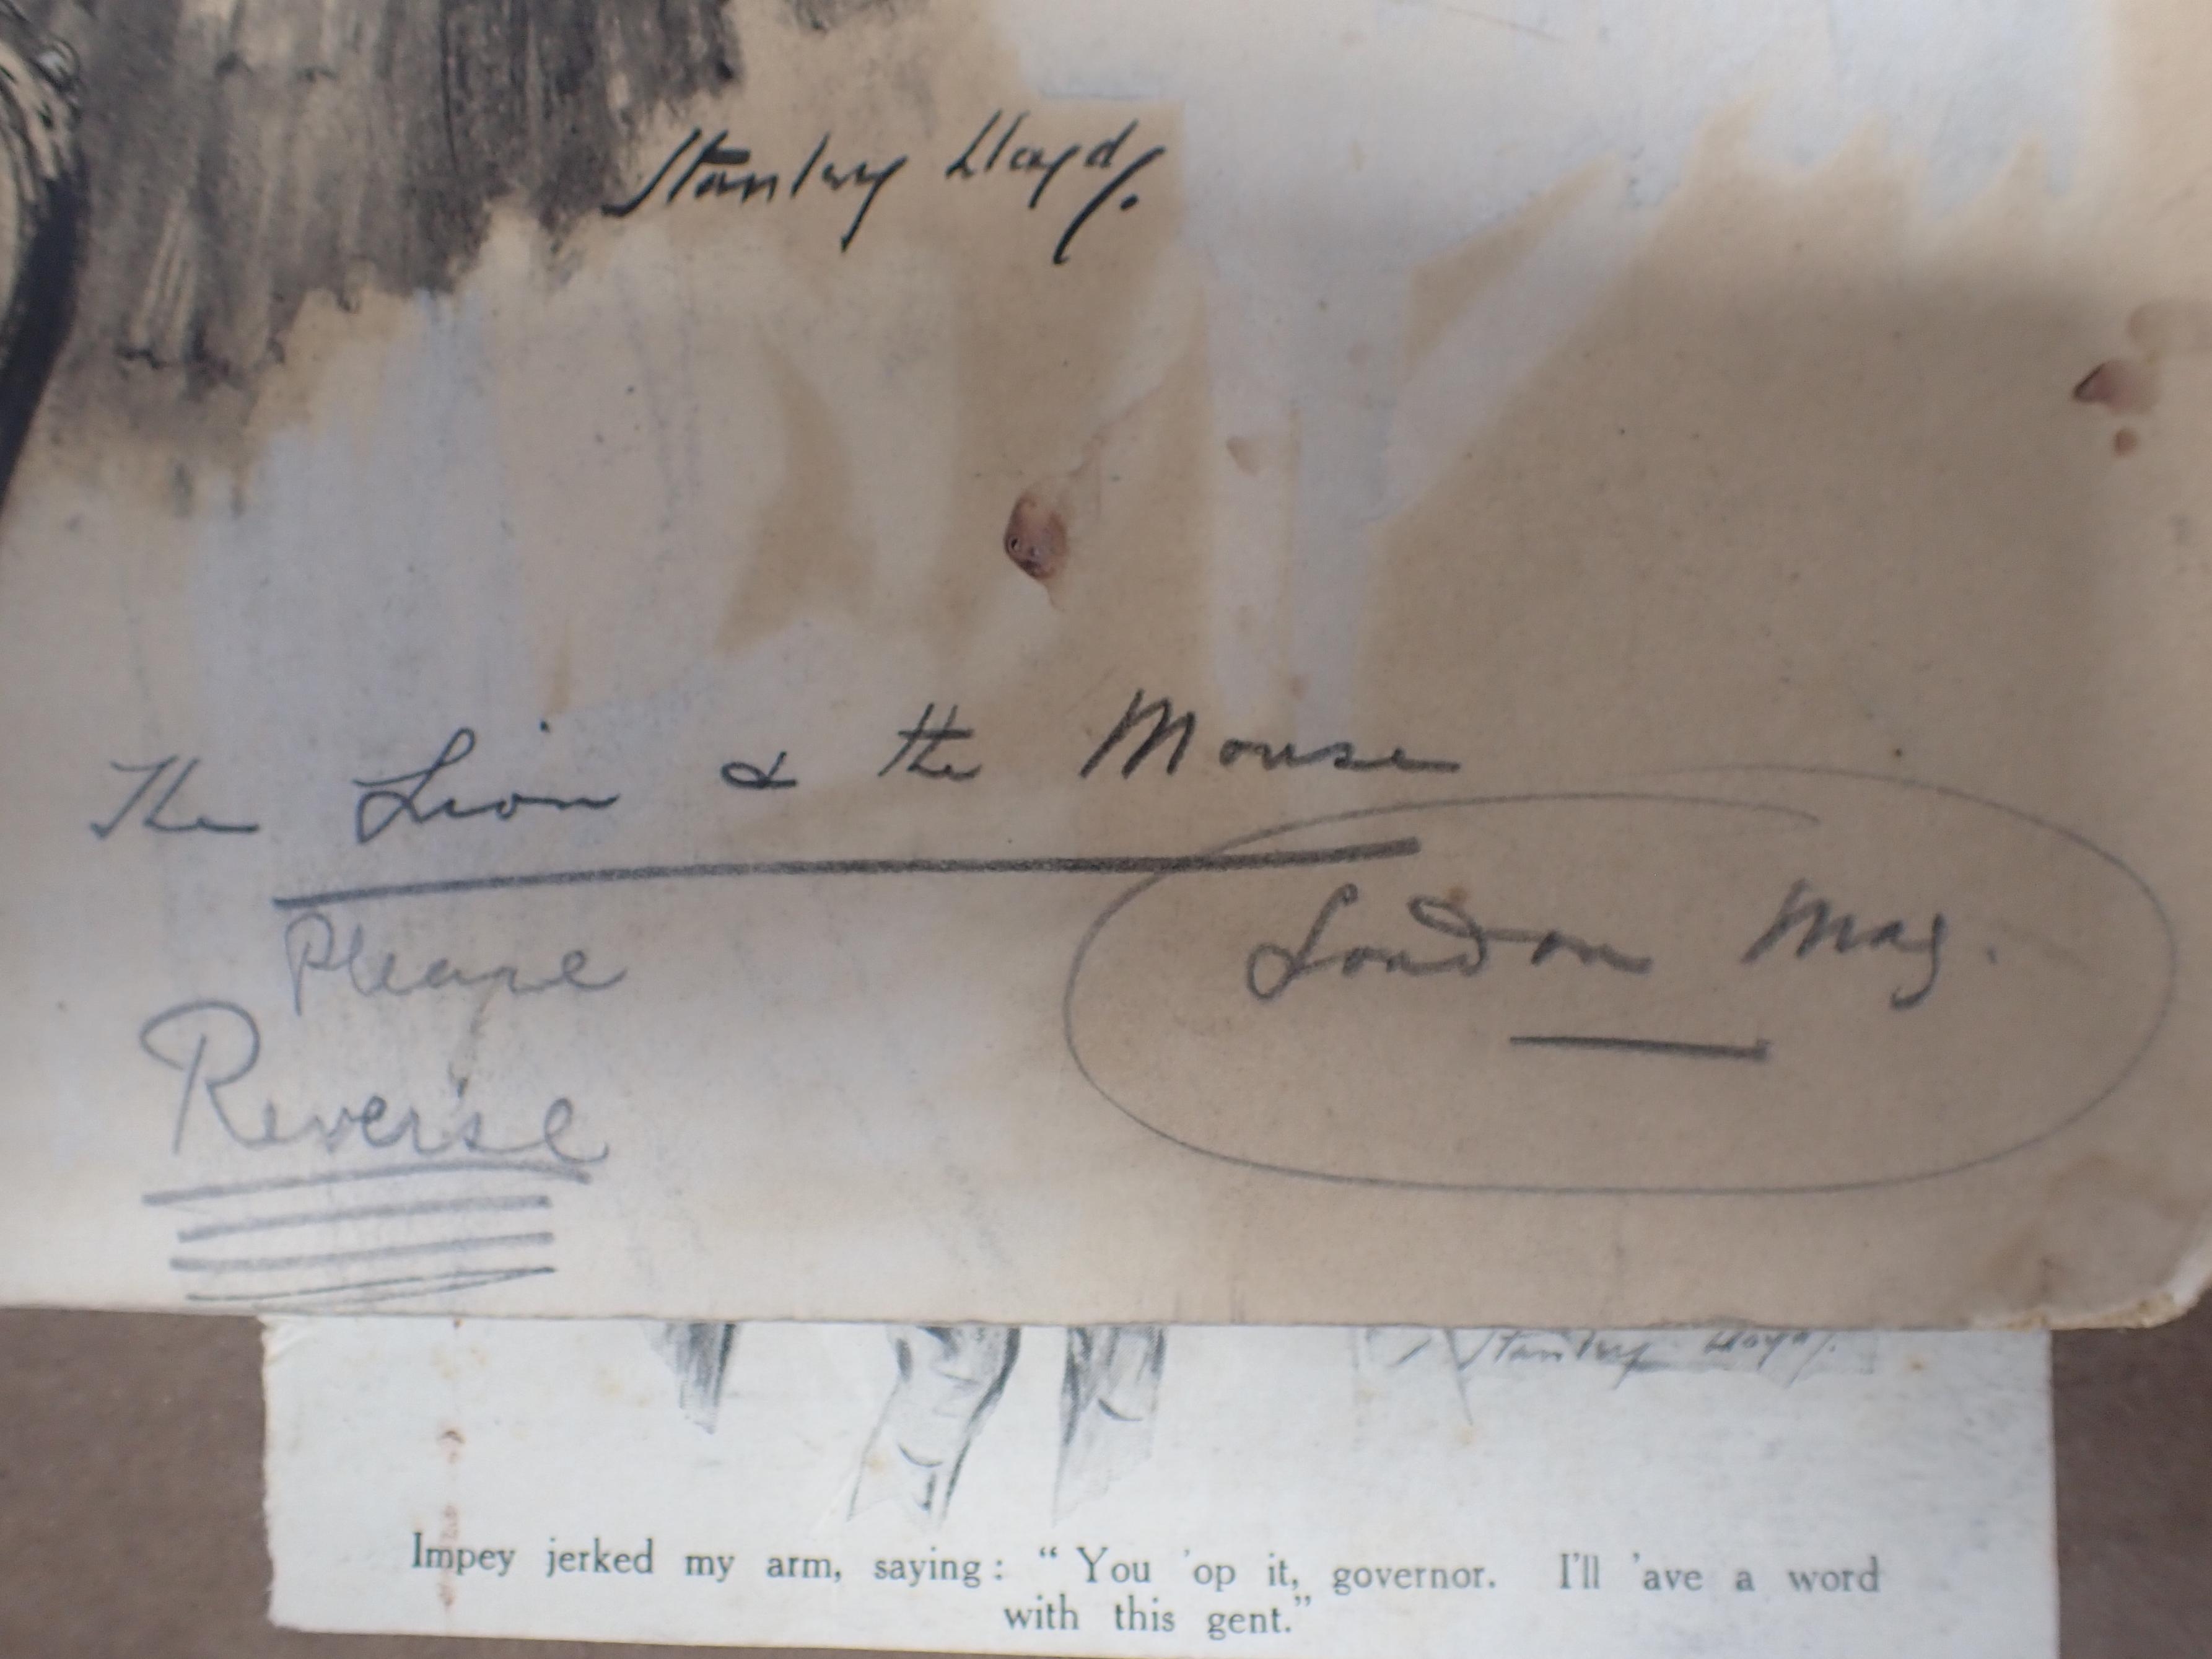 Stanley Lloyd.
The Lion & the Mouse
Please
Reverse
London Mag.
Stanley Lloyd.
Impey jerked my arm, saying: “ You 'op it, governor. I'll 'ave a word
with this gent.”